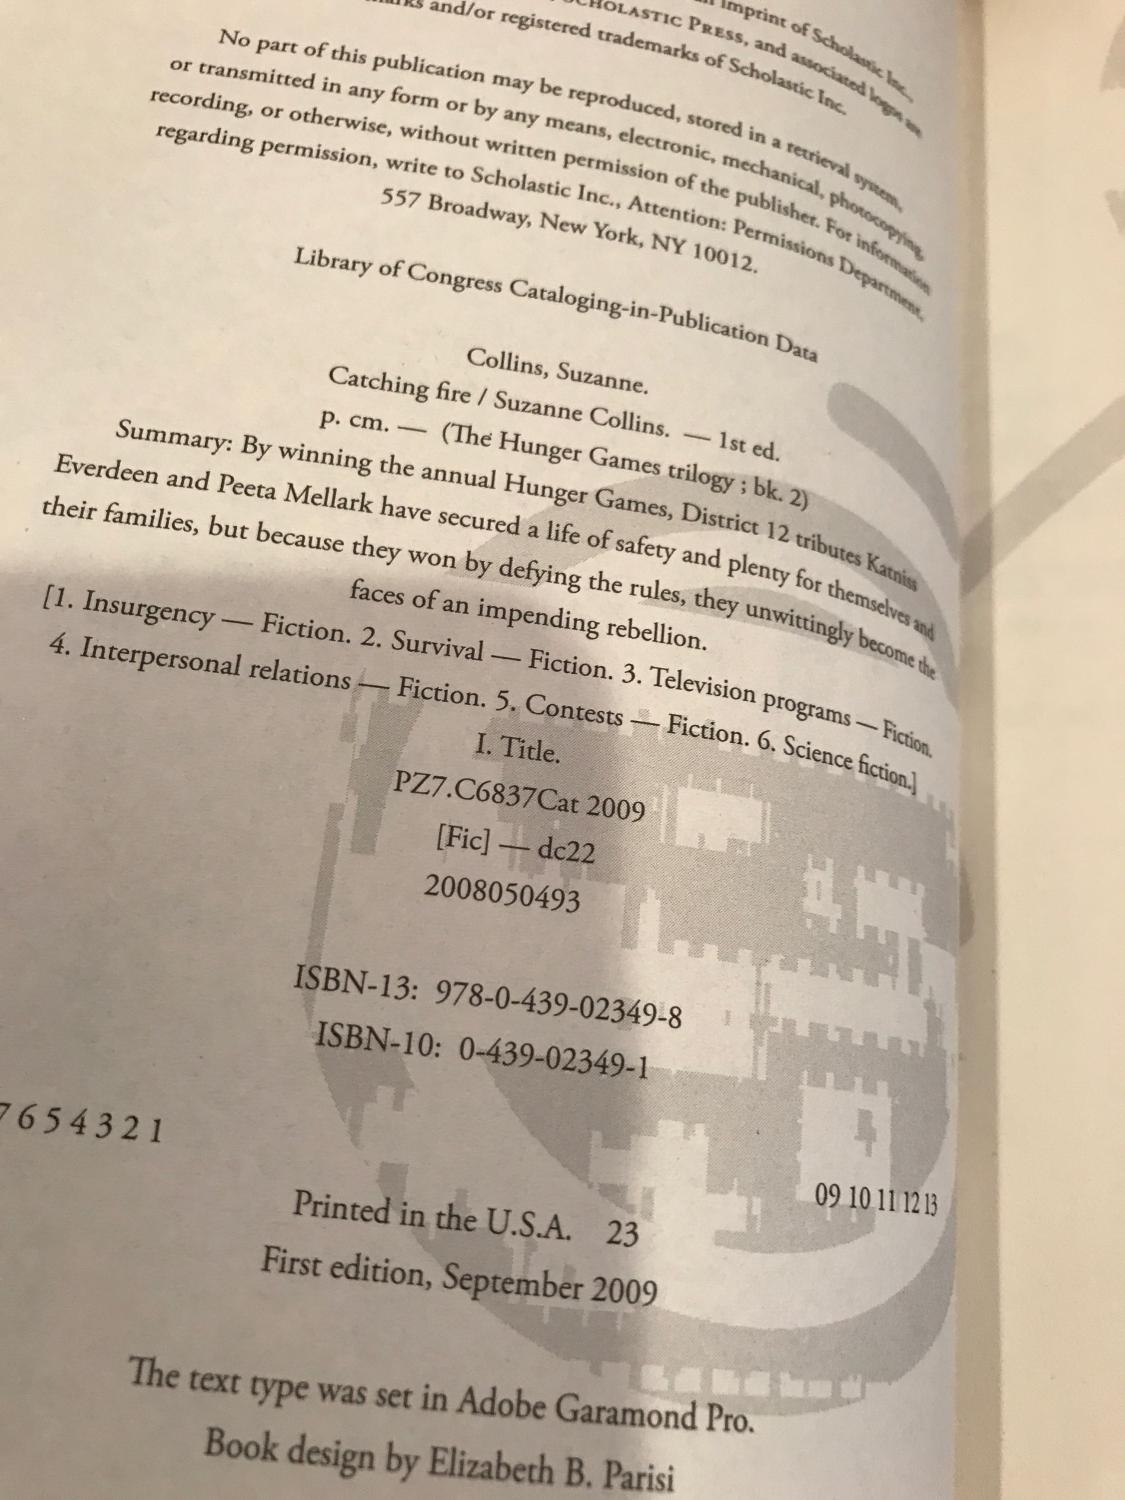 imprint of Scholastic Inc.,
SCHOLASTIC PRESS, and associated logos are
and/or registered trademarks of Scholastic Inc.
No part of this publication may be reproduced, stored in a retrieval system,
or transmitted in any form or by any means, electronic, mechanical, photocopying,
recording, or otherwise, without written permission of the publisher. For information
regarding permission, write to Scholastic Inc., Attention: Permissions Department,
557 Broadway, New York, NY 10012.
Library of Congress Cataloging-in-Publication Data
Collins, Suzanne.
Catching fire / Suzanne Collins. — 1st ed.
p. cm. — (The Hunger Games trilogy ; bk. 2)
Summary: By winning the annual Hunger Games, District 12 tributes Katniss
Everdeen and Peeta Mellark have secured a life of safety and plenty for themselves and
their families, but because they won by defying the rules, they unwittingly become the
faces of an impending rebellion.
[1. Insurgency — Fiction. 2. Survival — Fiction. 3. Television programs — Fiction.
4. Interpersonal relations — Fiction. 5. Contests — Fiction. 6. Science fiction.]
I. Title.
PZ7.C6837Cat 2009
[Fic] — dc22
2008050493
ISBN-13: 978-0-439-02349-8
ISBN-10: 0-439-02349-1
7 6 5 4 3 2 1 09 10 11 12 13
Printed in the U.S.A. 23
First edition, September 2009
The text type was set in Adobe Garamond Pro.
Book design by Elizabeth B. Parisi